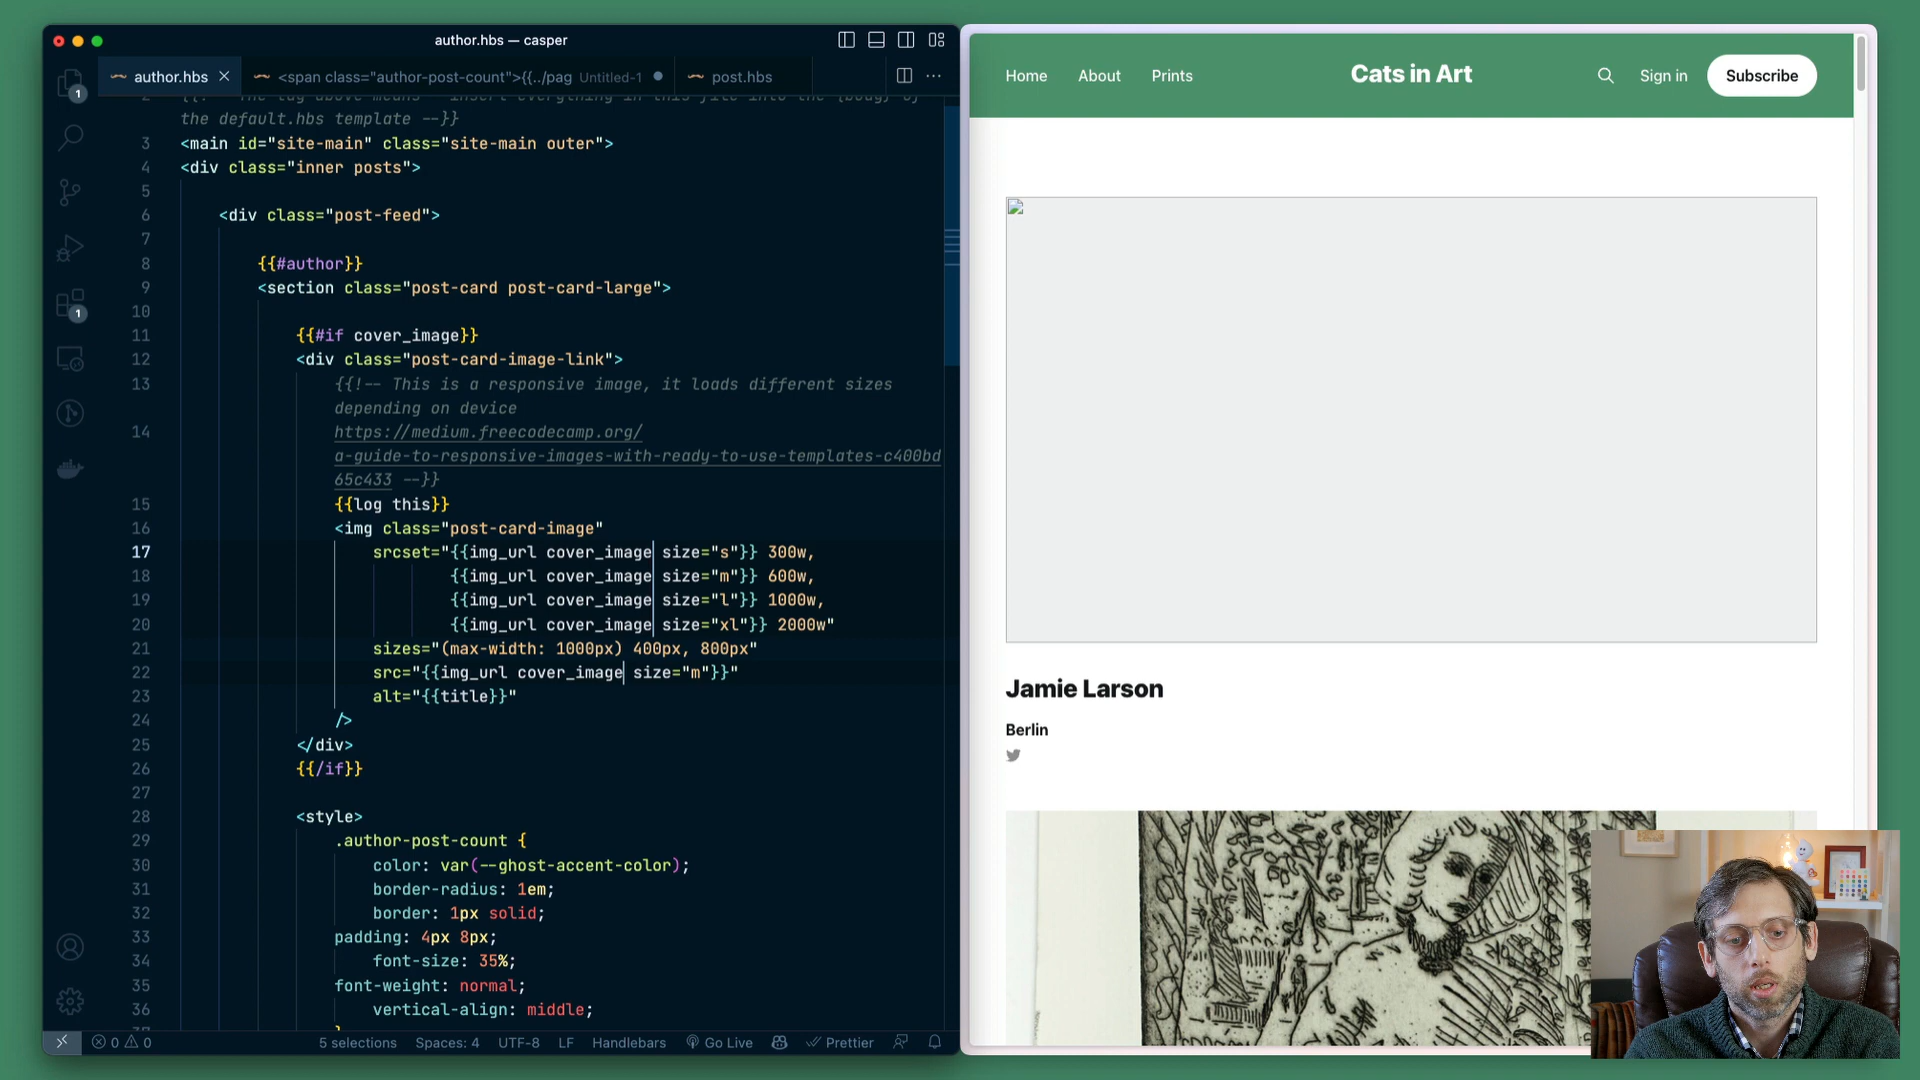 author.hbs — casper
author.hbs
<span class="author-post-count">{{../pag Untitled-1
post.hbs
the default.hbs template --}}
3 <main id="site-main" class="site-main outer">
4 <div class="inner posts">
5
6 <div class="post-feed">
7
8 {{#author}}
9 <section class="post-card post-card-large">
10
11 {{#if cover_image}}
12 <div class="post-card-image-link">
13 {{!-- This is a responsive image, it loads different sizes
depending on device
14 https://medium.freecodecamp.org/
a-guide-to-responsive-images-with-ready-to-use-templates-c400bd
65c433 --}}
15 {{log this}}
16 <img class="post-card-image"
17 srcset="{{img_url cover_image size="s"}} 300w,
18 {{img_url cover_image size="m"}} 600w,
19 {{img_url cover_image size="l"}} 1000w,
20 {{img_url cover_image size="xl"}} 2000w"
21 sizes="(max-width: 1000px) 400px, 800px"
22 src="{{img_url cover_image size="m"}}"
23 alt="{{title}}"
24 />
25 </div>
26 {{/if}}
27
28 <style>
29 .author-post-count {
30 color: var(--ghost-accent-color);
31 border-radius: 1em;
32 border: 1px solid;
33 padding: 4px 8px;
34 font-size: 35%;
35 font-weight: normal;
36 vertical-align: middle;
1
1
0 0
5 selections Spaces: 4 UTF-8 LF Handlebars Go Live Prettier
Home About Prints Cats in Art Sign in Subscribe
Jamie Larson
Berlin